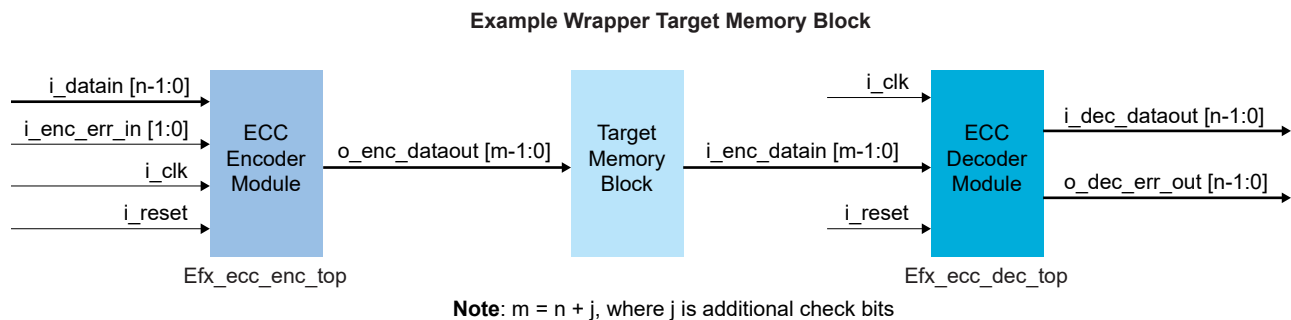 Example Wrapper Target Memory Block
i_datain [n-1:0]
i_enc_err_in [1:0]
i_clk
i_reset
ECC
Encoder
Module
Efx_ecc_enc_top
o_enc_dataout [m-1:0]
Target
Memory
Block
i_enc_datain [m-1:0]
i_clk
i_reset
ECC
Decoder
Module
Efx_ecc_dec_top
i_dec_dataout [n-1:0]
o_dec_err_out [n-1:0]
Note: m = n + j, where j is additional check bits